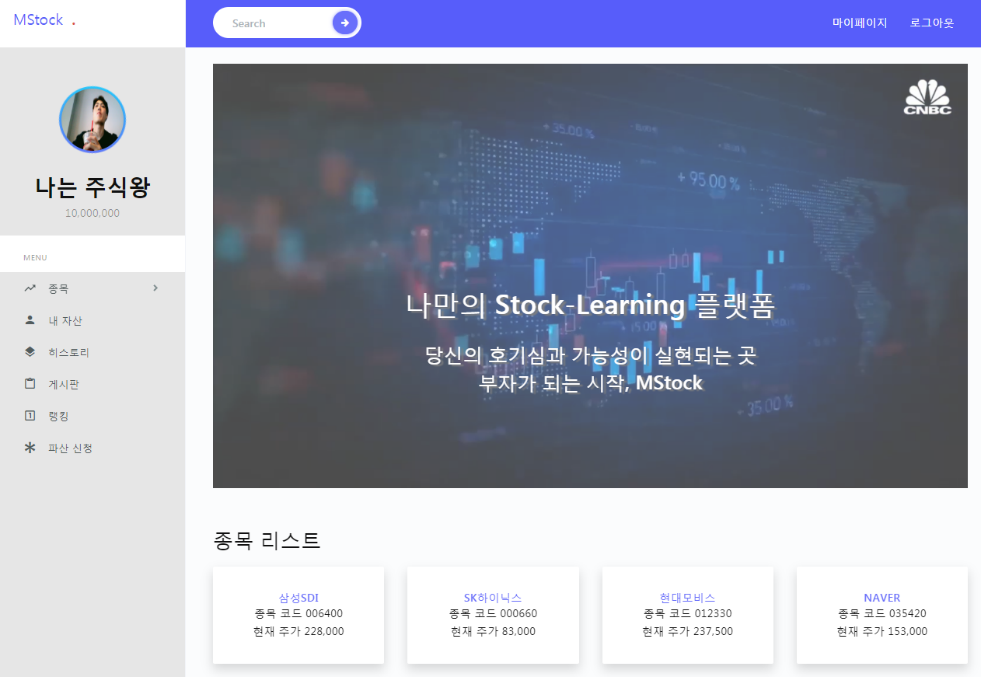 MStock .
Search
마이페이지
로그아웃
나는 주식왕
10,000,000
MENU
종목
내 자산
히스토리
게시판
랭킹
파산 신청
CNBC
+35.00 %
+ 95.00 %
나만의 Stock-Learning 플랫폼
+ 15.00 %
당신의 호기심과 가능성이 실현되는 곳
부자가 되는 시작, MStock
- 35.00 %
종목 리스트
삼성SDI
종목 코드 006400
현재 주가 228,000
SK하이닉스
종목 코드 000660
현재 주가 83,000
현대모비스
종목 코드 012330
현재 주가 237,500
NAVER
종목 코드 035420
현재 주가 153,000